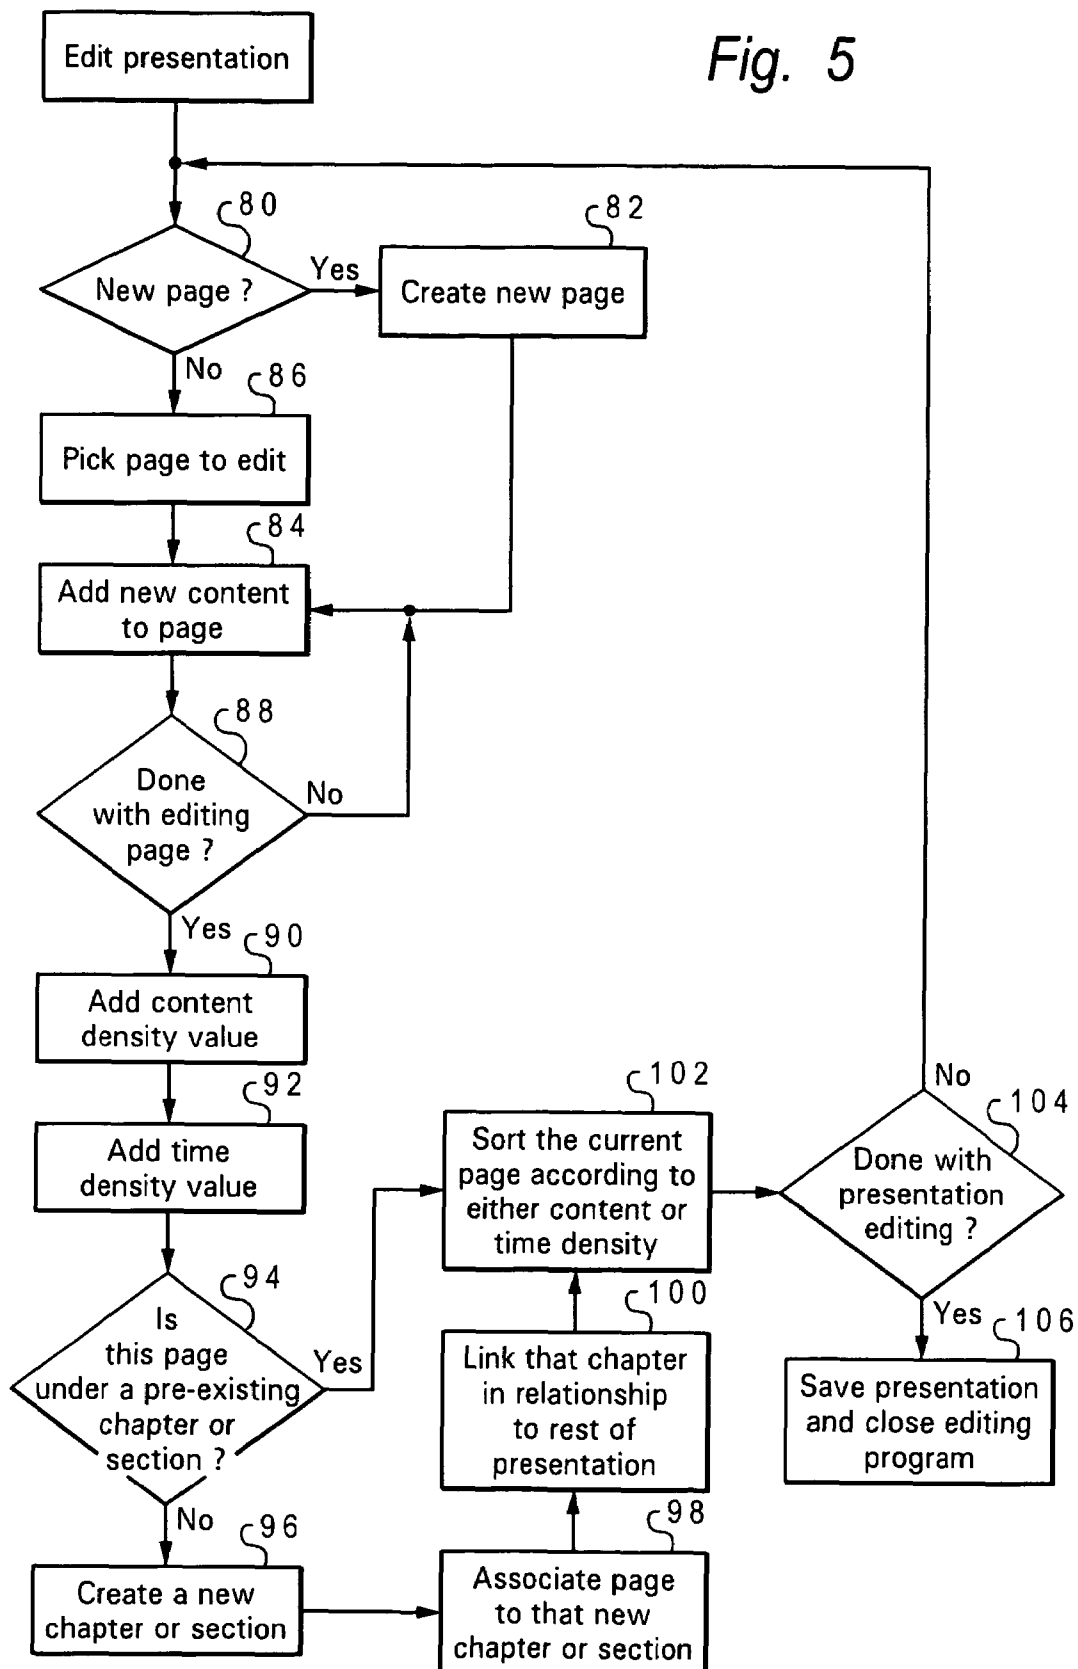 Edit presentation
Fig. 5
80
New page ?
Yes
82
Create new page
No
86
Pick page to edit
84
Add new content
to page
88
Done
with editing
page ?
No
Yes
90
Add content
density value
92
Add time
density value
94
Is
this page
under a pre-existing
chapter or
section ?
Yes
No
96
Create a new
chapter or section
98
Associate page
to that new
chapter or section
100
Link that chapter
in relationship
to rest of
presentation
102
Sort the current
page according to
either content or
time density
104
Done with
presentation
editing ?
No
Yes
106
Save presentation
and close editing
program